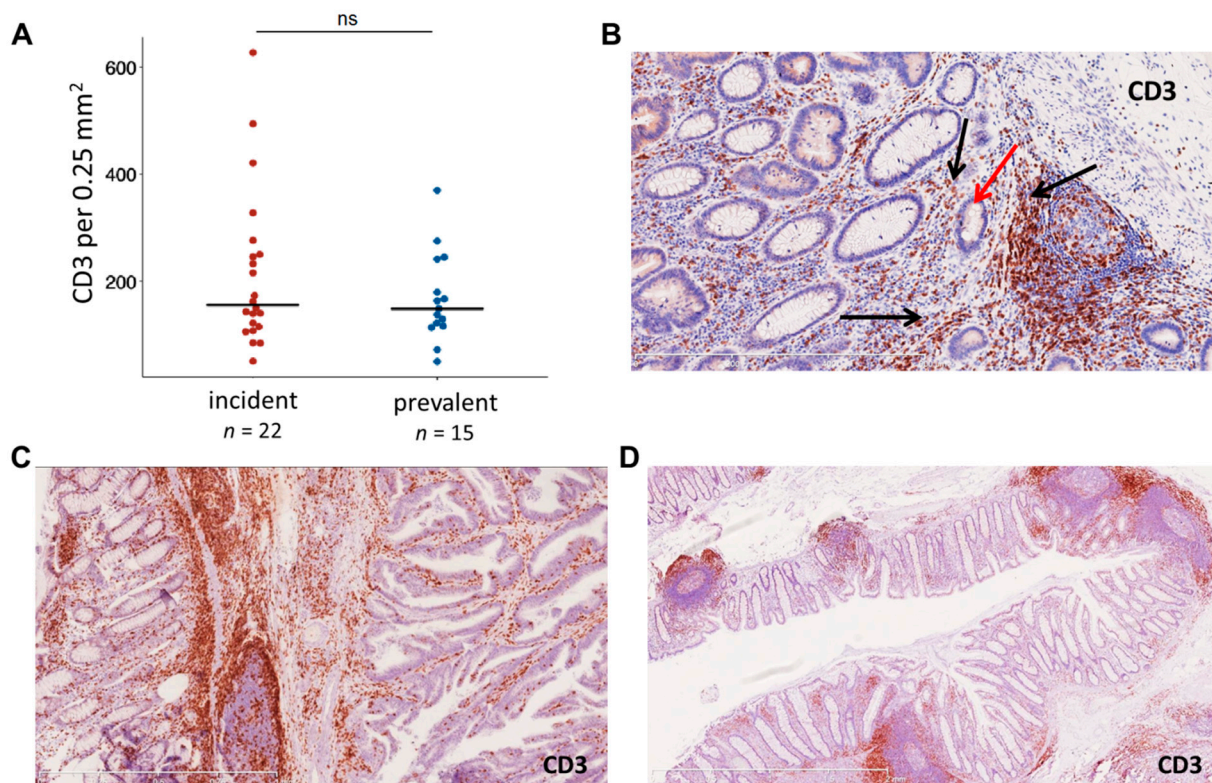 A
ns
CD3 per 0.25 mm²
600
400
200
incident
n = 22
prevalent
n = 15
B
CD3
C
CD3
D
CD3